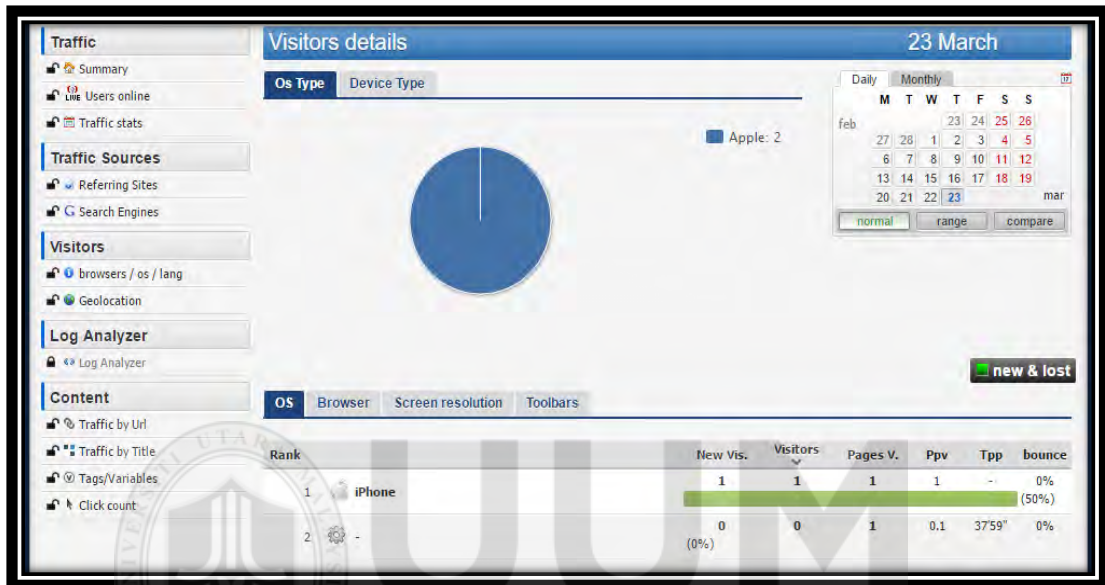 Traffic
Summary
LIVE Users online
Traffic stats
Traffic Sources
Referring Sites
G Search Engines
Visitors
browsers / os / lang
Geolocation
Log Analyzer
Log Analyzer
Content
Traffic by Url
Traffic by Title
Tags/Variables
Click count
Visitors details 23 March
Os Type Device Type
Apple: 2
Daily Monthly 17
M T W T F S S
feb 23 24 25 26
27 28 1 2 3 4 5
6 7 8 9 10 11 12
13 14 15 16 17 18 19
20 21 22 23 mar
normal range compare
new & lost
OS Browser Screen resolution Toolbars
Rank New Vis. Visitors Pages V. Ppv Tpp bounce
1 iPhone 1 1 1 1 - 0%
(50%)
2 - 0 0 1 0.1 37'59" 0%
(0%)
UUM